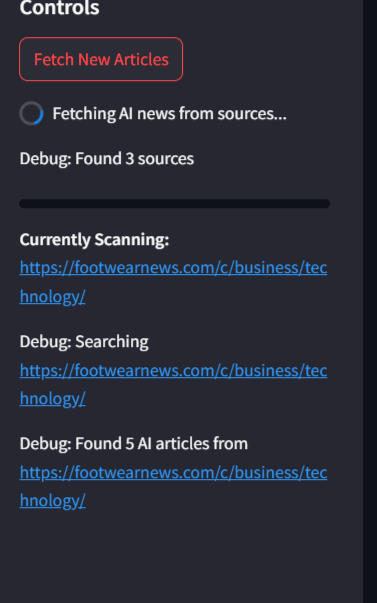 Controls
Fetch New Articles
Fetching AI news from sources...
Debug: Found 3 sources
Currently Scanning:
https://footwearnews.com/c/business/tec
hnology/
Debug: Searching
https://footwearnews.com/c/business/tec
hnology/
Debug: Found 5 AI articles from
https://footwearnews.com/c/business/tec
hnology/